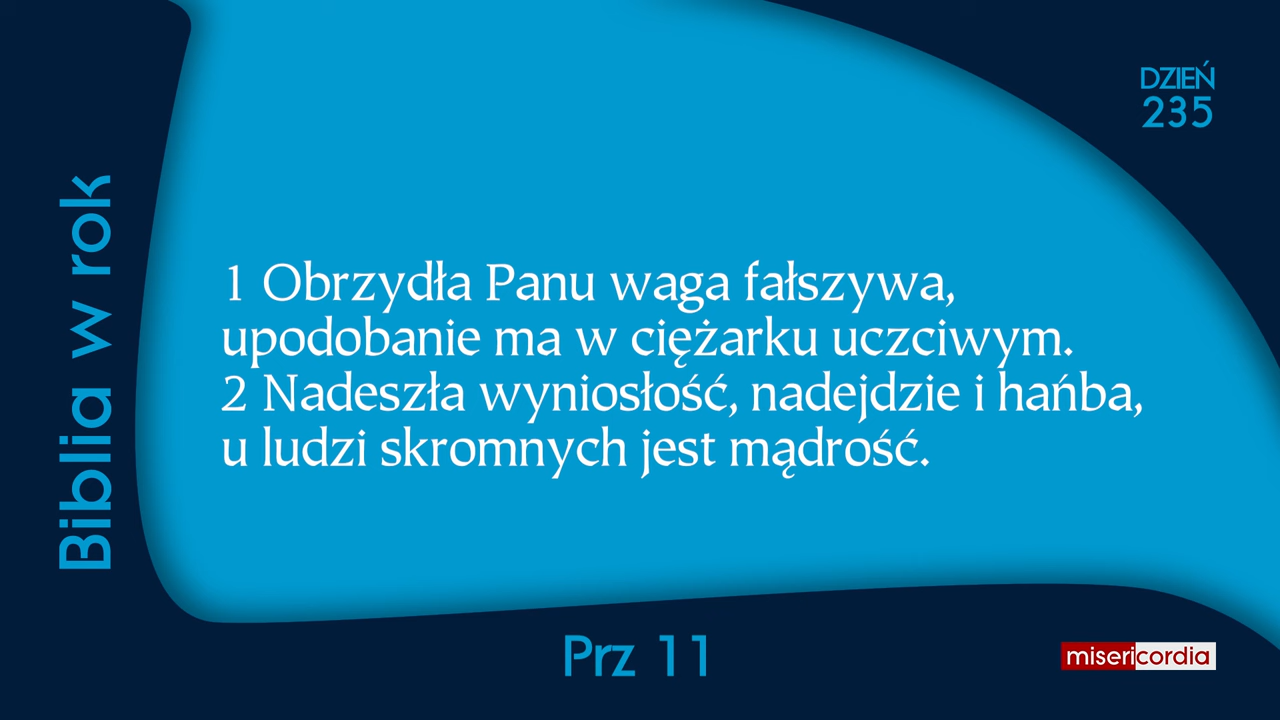 DZIEŃ
235
Biblia w rok
1 Obrzydła Panu waga fałszywa,
upodobanie ma w ciężarku uczciwym.
2 Nadeszła wyniosłość, nadejdzie i hańba,
u ludzi skromnych jest mądrość.
Prz 11
misericordia